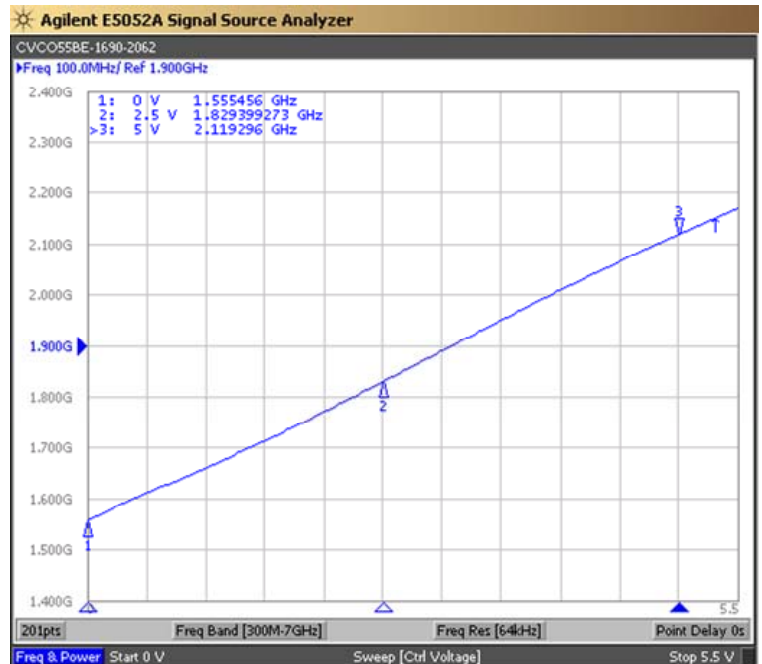 Agilent E5052A Signal Source Analyzer
CVCO55BE-1690-2062
▶Freq 100.0MHz/ Ref 1.900GHz
2.400G
1: 0 V 1.555456 GHz
2: 2.5 V 1.829399273 GHz
>3: 5 V 2.119296 GHz
2.300G
2.200G
3
2.100G
2.000G
1.900G
1.800G
2
1.700G
1.600G
1
1.500G
1.400G
5.5
201pts Freq Band [300M-7GHz] Freq Res [64kHz] Point Delay 0s
Freq & Power Start 0 V Sweep [Ctrl Voltage] Stop 5.5 V